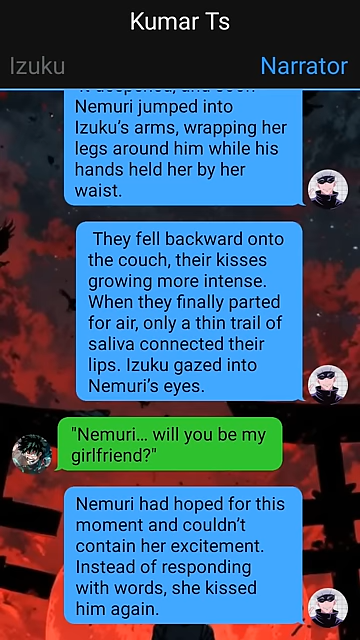 Kumar Ts
Izuku
Narrator
deepened, and soon
Nemuri jumped into
Izuku's arms, wrapping her
legs around him while his
hands held her by her
waist.
They fell backward onto
the couch, their kisses
growing more intense.
When they finally parted
for air, only a thin trail of
saliva connected their
lips. Izuku gazed into
Nemuri's eyes.
"Nemuri... will you be my
girlfriend?"
Nemuri had hoped for this
moment and couldn't
contain her excitement.
Instead of responding
with words, she kissed
him again.